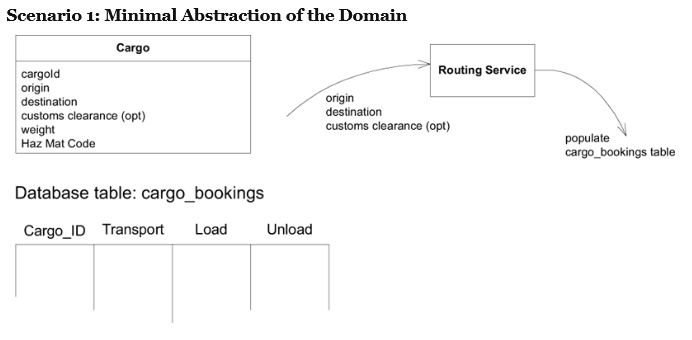 Scenario 1: Minimal Abstraction of the Domain
Cargo
cargoId
origin
destination
customs clearance (opt)
weight
Haz Mat Code
origin
destination
customs clearance (opt)
Routing Service
populate
cargo_bookings table
Database table: cargo_bookings
Cargo_ID Transport Load Unload